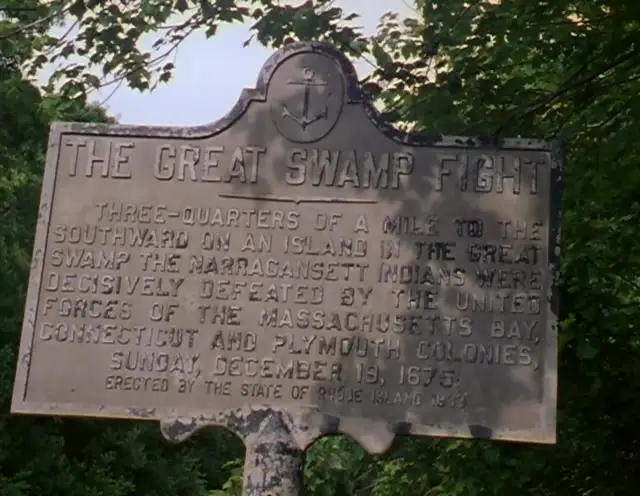 THE GREAT SWAMP FIGHT
THREE-QUARTERS OF A MILE TO THE
SOUTHWARD ON AN ISLAND IN THE GREAT
SWAMP THE NARRAGANSETT INDIANS WERE
DECISIVELY DEFEATED BY THE UNITED
FORCES OF THE MASSACHUSETTS BAY,
CONNECTICUT AND PLYMOUTH COLONIES,
SUNDAY, DECEMBER 19, 1675.
ERECTED BY THE STATE OF RHODE ISLAND